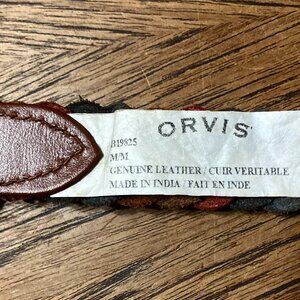 ORVIS
B19825
M/M
GENUINE LEATHER / CUIR VERITABLE
MADE IN INDIA / FAIT EN INDE